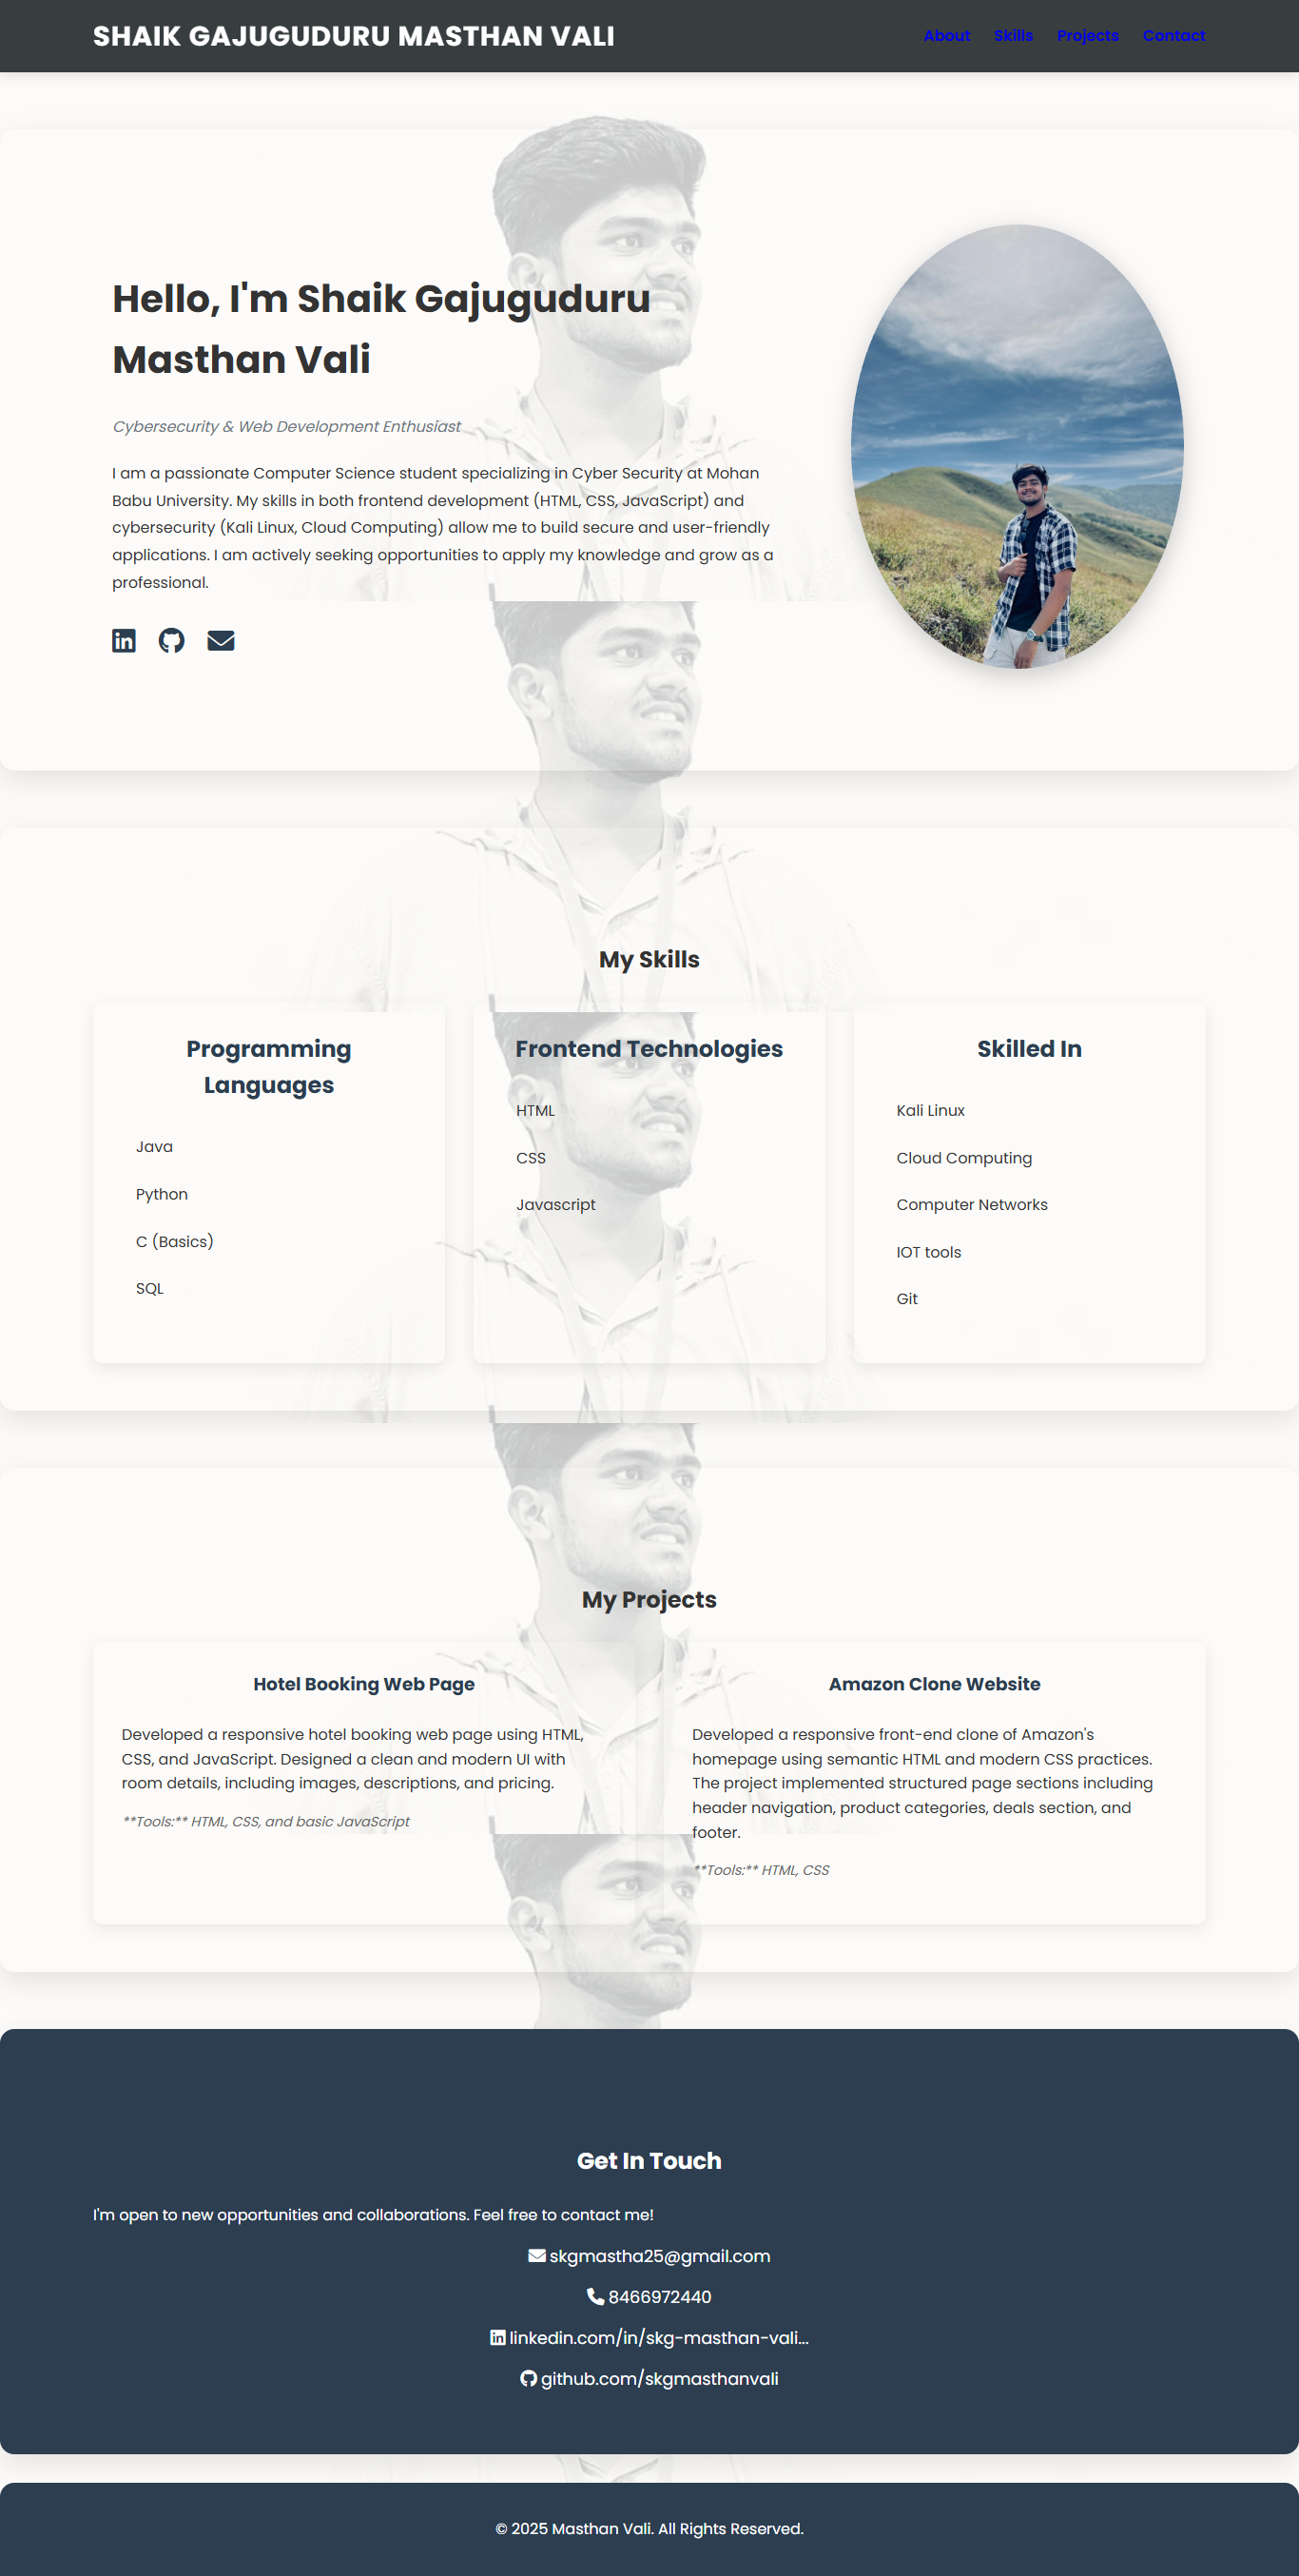 SHAIK GAJUGUDURU MASTHAN VALI
About Skills Projects Contact
Hello, I'm Shaik Gajuguduru
Masthan Vali
Cybersecurity & Web Development Enthusiast
I am a passionate Computer Science student specializing in Cyber Security at Mohan
Babu University. My skills in both frontend development (HTML, CSS, JavaScript) and
cybersecurity (Kali Linux, Cloud Computing) allow me to build secure and user-friendly
applications. I am actively seeking opportunities to apply my knowledge and grow as a
professional.
My Skills
Programming
Languages
Java
Python
C (Basics)
SQL
Frontend Technologies
HTML
CSS
Javascript
Skilled In
Kali Linux
Cloud Computing
Computer Networks
IOT tools
Git
My Projects
Hotel Booking Web Page
Developed a responsive hotel booking web page using HTML,
CSS, and JavaScript. Designed a clean and modern UI with
room details, including images, descriptions, and pricing.
**Tools:** HTML, CSS, and basic JavaScript
Amazon Clone Website
Developed a responsive front-end clone of Amazon's
homepage using semantic HTML and modern CSS practices.
The project implemented structured page sections including
header navigation, product categories, deals section, and
footer.
**Tools:** HTML, CSS
Get In Touch
I'm open to new opportunities and collaborations. Feel free to contact me!
skgmastha25@gmail.com
8466972440
linkedin.com/in/skg-masthan-vali...
github.com/skgmasthanvali
© 2025 Masthan Vali. All Rights Reserved.